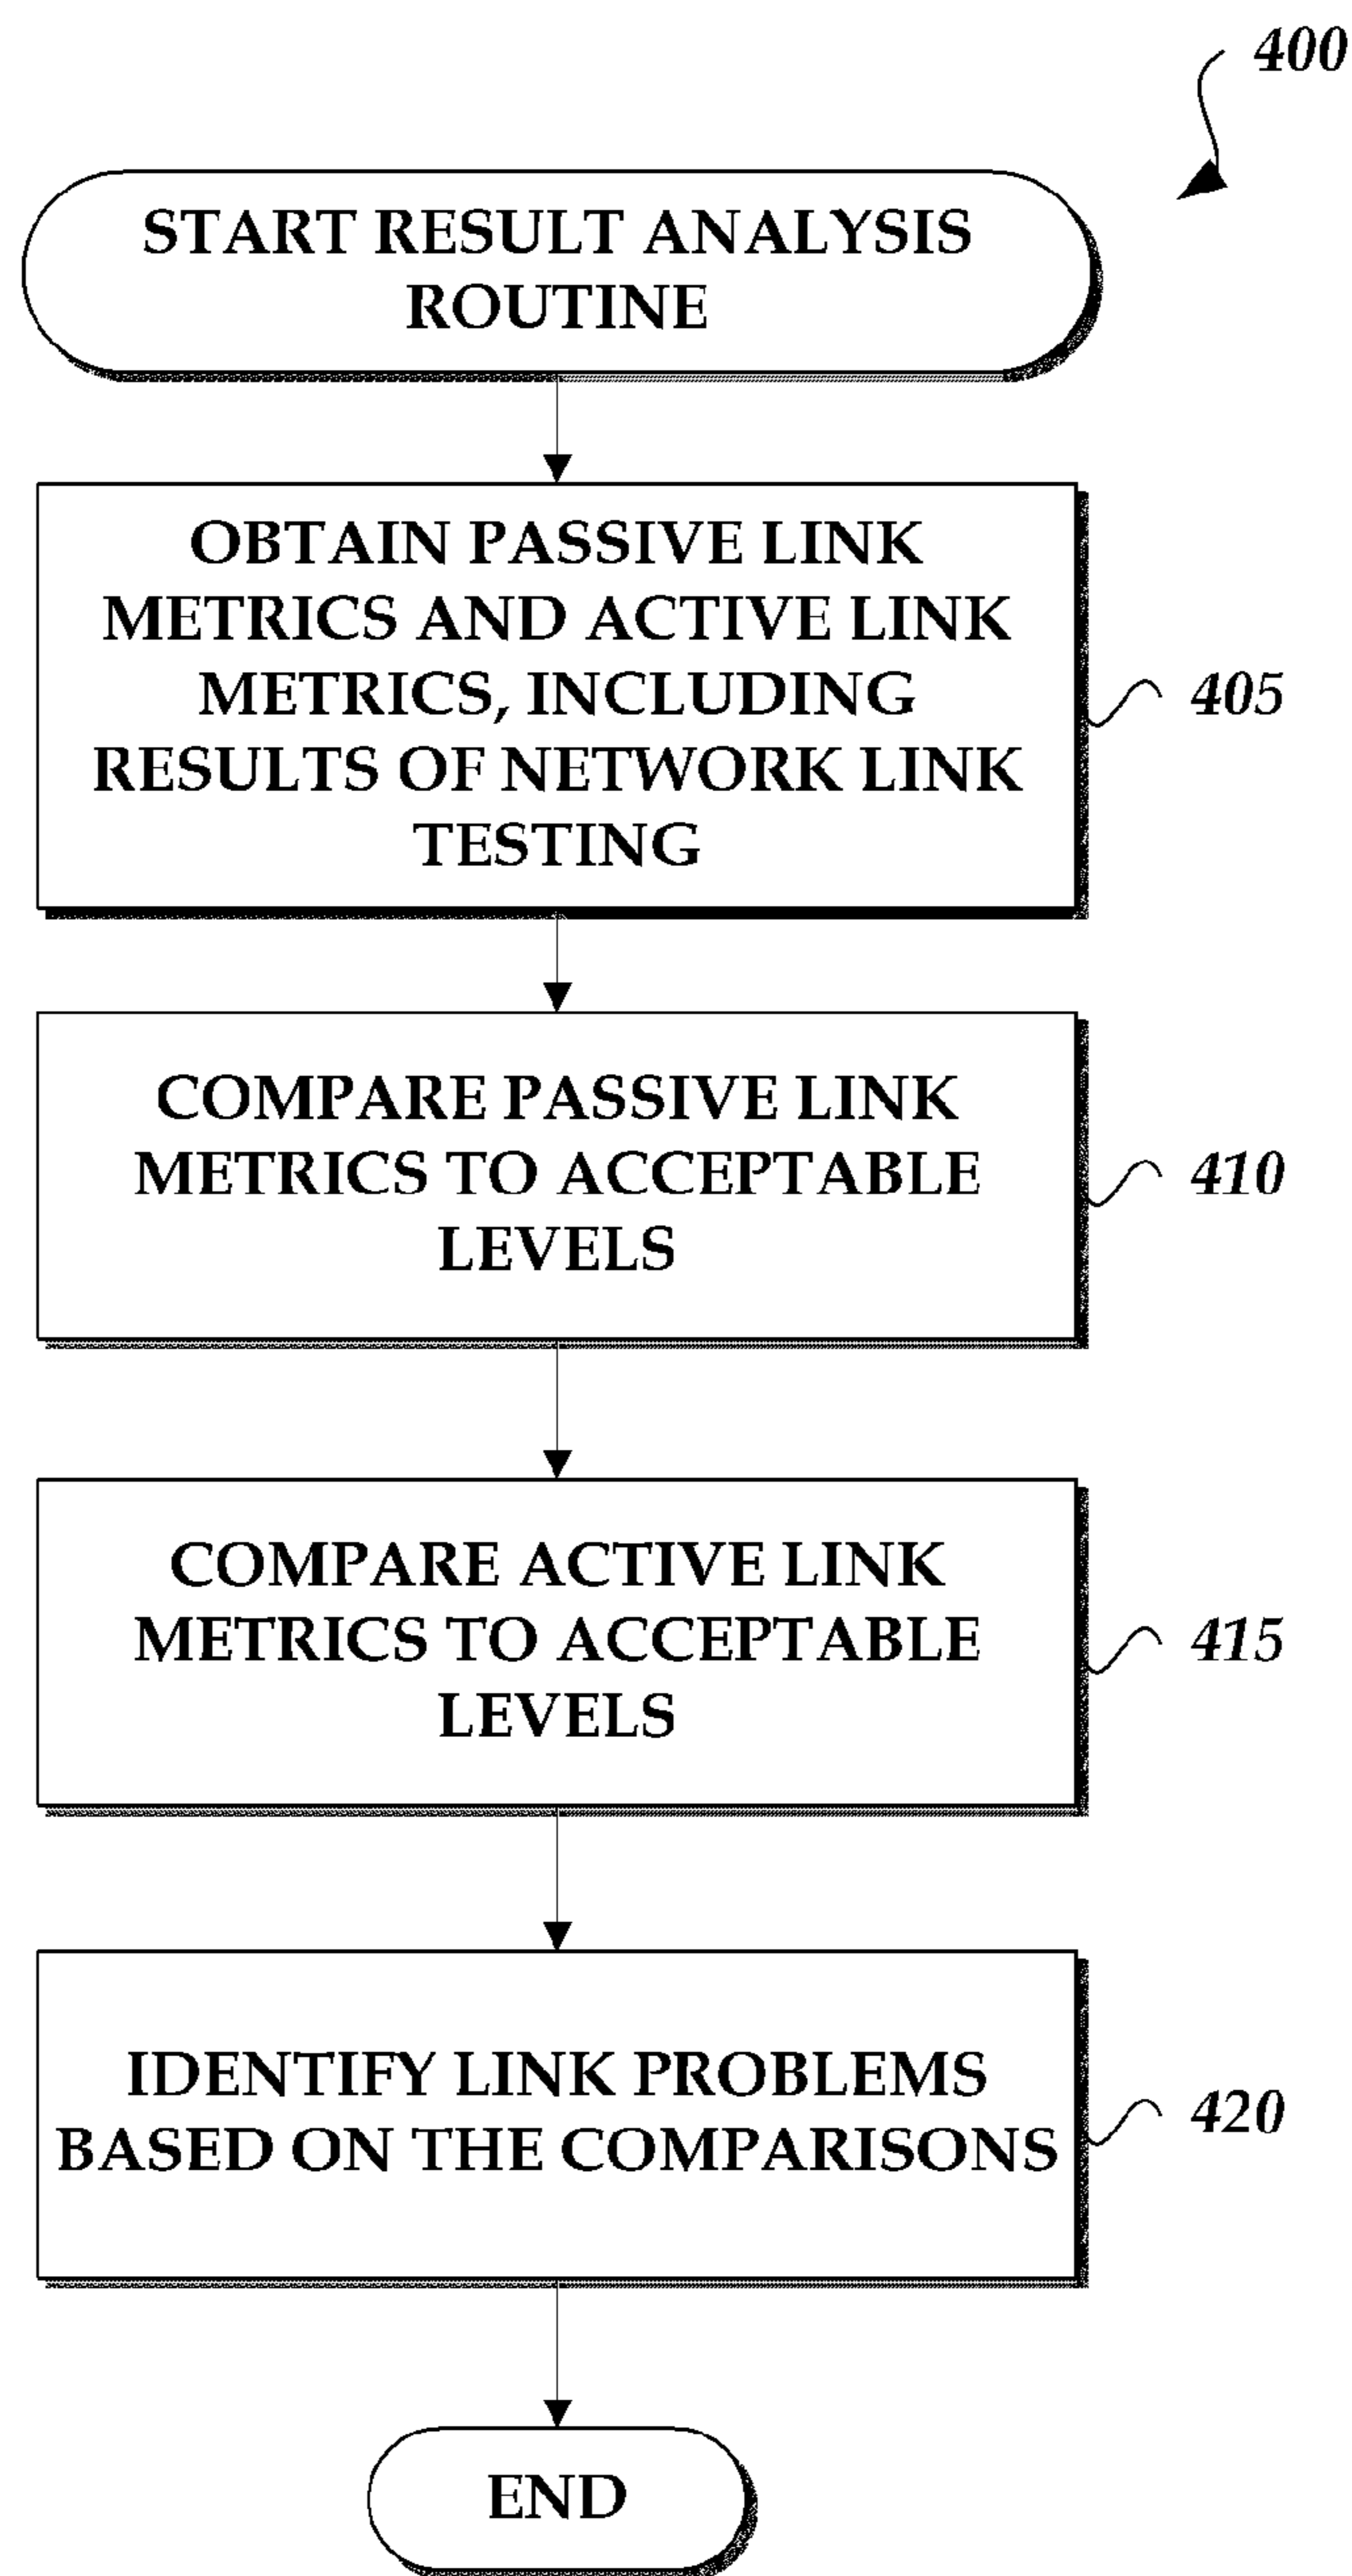 400
START RESULT ANALYSIS
ROUTINE
OBTAIN PASSIVE LINK
METRICS AND ACTIVE LINK
METRICS, INCLUDING
RESULTS OF NETWORK LINK
TESTING
405
COMPARE PASSIVE LINK
METRICS TO ACCEPTABLE
LEVELS
410
COMPARE ACTIVE LINK
METRICS TO ACCEPTABLE
LEVELS
415
IDENTIFY LINK PROBLEMS
BASED ON THE COMPARISONS
420
END